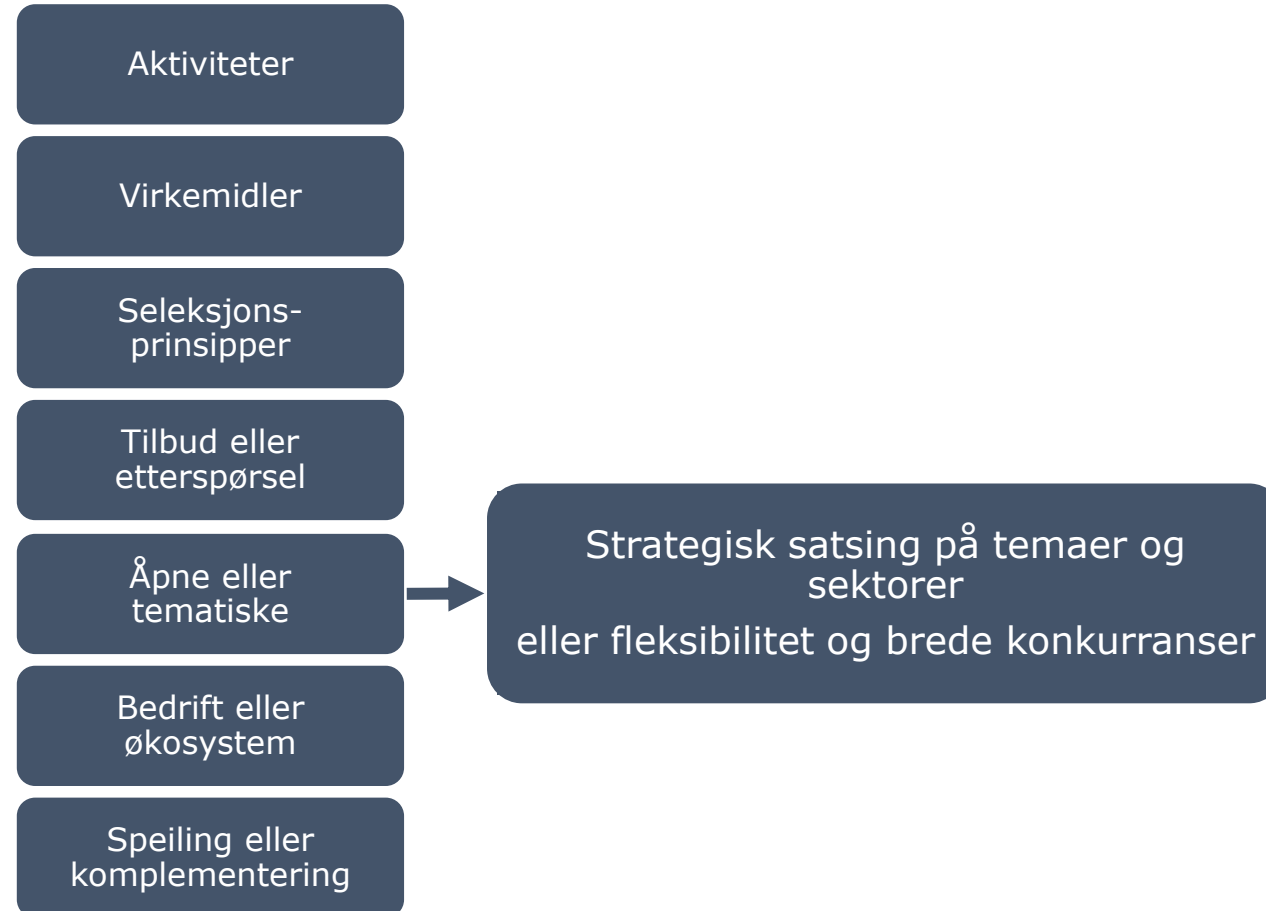 Aktiviteter
Virkemidler
Seleksjons-
prinsipper
Tilbud eller
etterspørsel
Åpne eller
tematiske
Strategisk satsing på temaer og
sektorer
eller fleksibilitet og brede konkurranser
Bedrift eller
økosystem
Speiling eller
komplementering